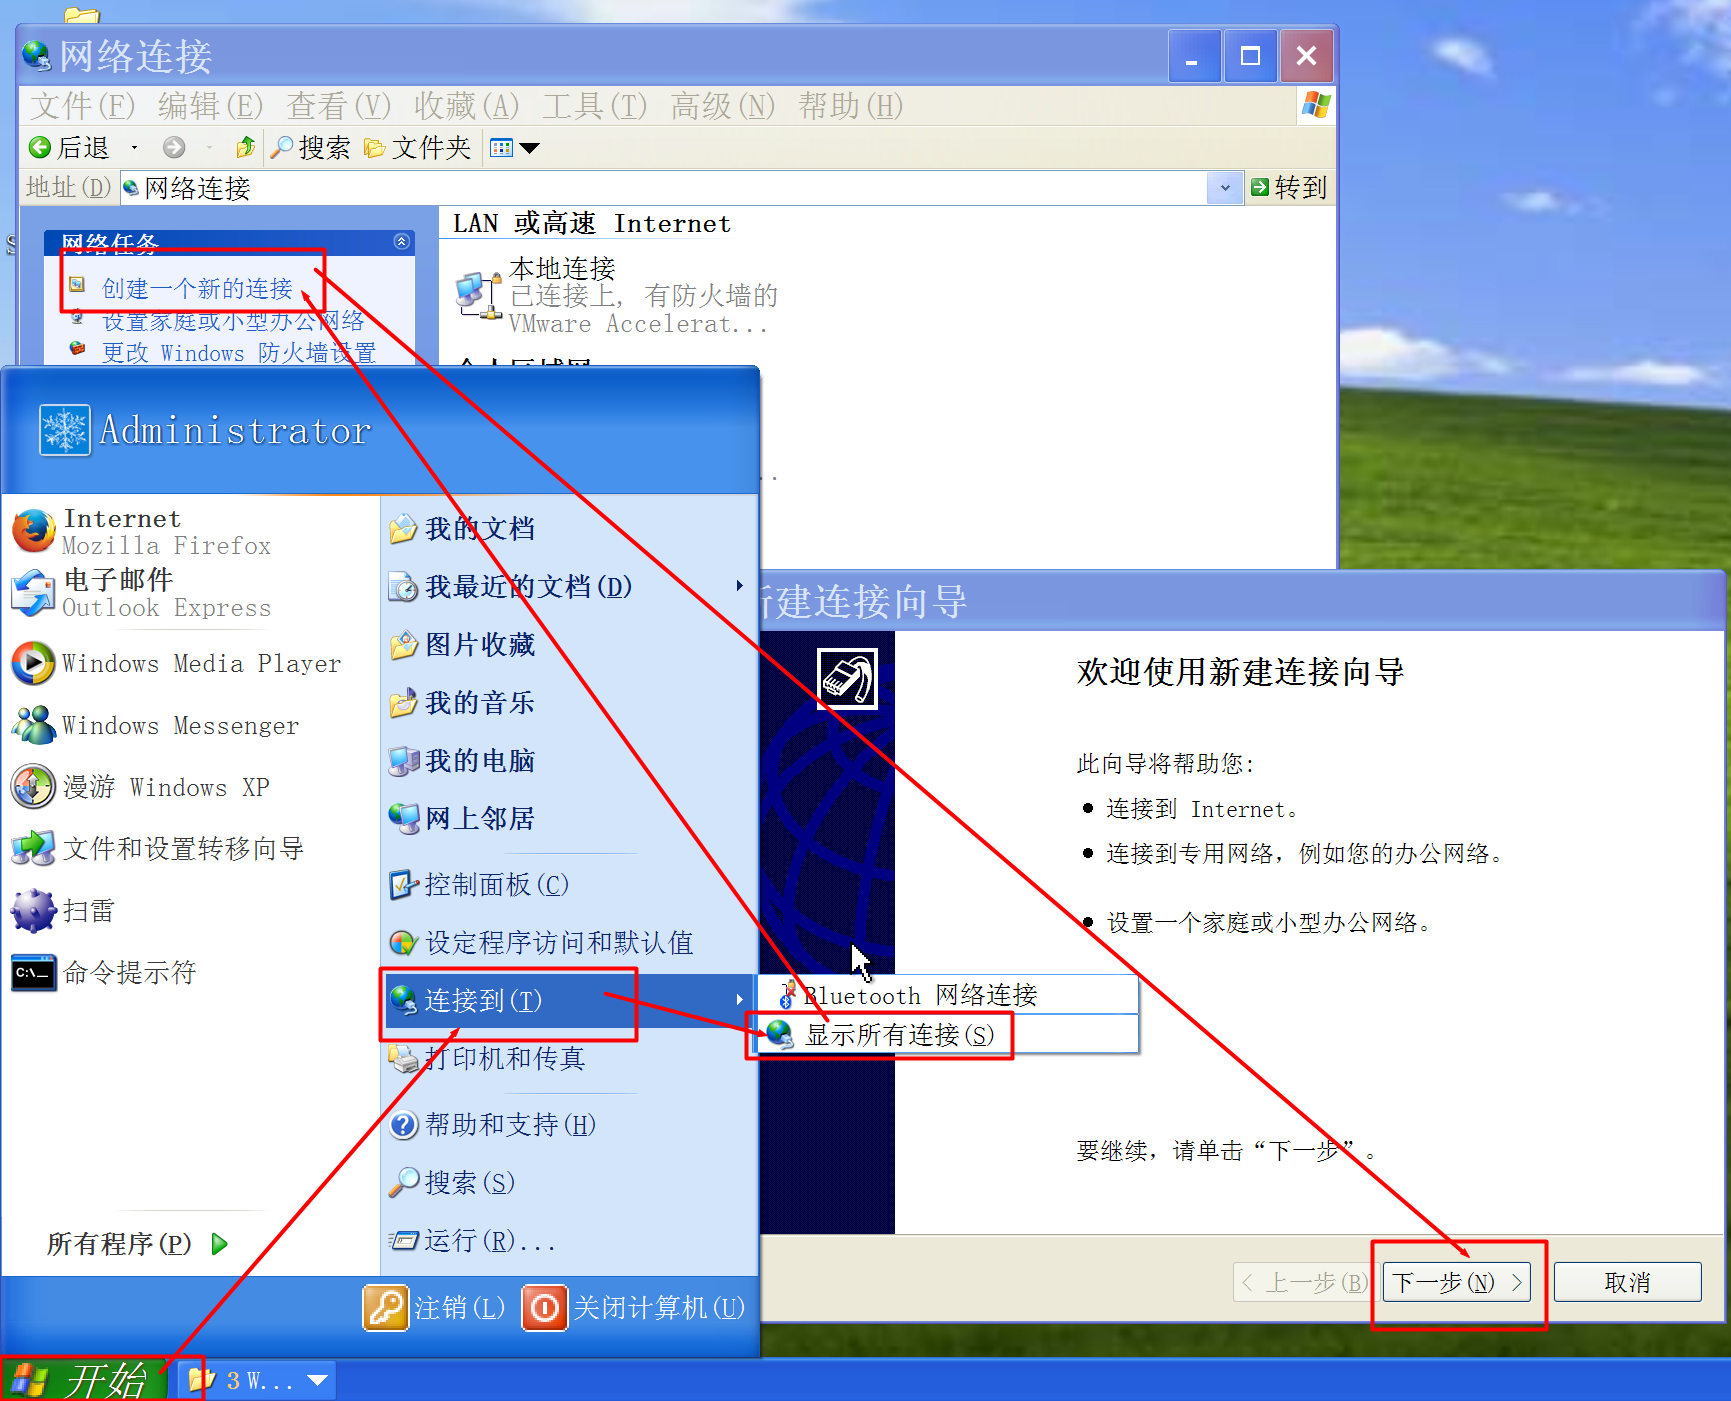 网络连接
文件(F) 编辑(E) 查看(V) 收藏(A) 工具(T) 高级(N) 帮助(H)
后退 搜索 文件夹
地址(D) 网络连接 转到
网络任务
创建一个新的连接
设置家庭或小型办公网络
更改 Windows 防火墙设置
LAN 或高速 Internet
本地连接
已连接上, 有防火墙的
VMware Accelerat...
个人区域网
Administrator
Internet
Mozilla Firefox
电子邮件
Outlook Express
Windows Media Player
Windows Messenger
漫游 Windows XP
文件和设置转移向导
扫雷
命令提示符
所有程序(P)
我的文档
我最近的文档(D)
图片收藏
我的音乐
我的电脑
网上邻居
控制面板(C)
设定程序访问和默认值
连接到(T)
打印机和传真
帮助和支持(H)
搜索(S)
运行(R)...
Bluetooth 网络连接
显示所有连接(S)
注销(L) 关闭计算机(U)
新建连接向导
欢迎使用新建连接向导
此向导将帮助您:
● 连接到 Internet。
● 连接到专用网络，例如您的办公网络。
● 设置一个家庭或小型办公网络。
要继续，请单击“下一步”。
< 上一步(B) 下一步(N) > 取消
开始 3 W...